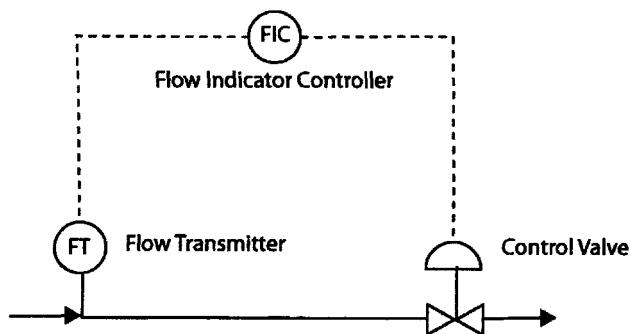 FIC
Flow Indicator Controller
FT
Flow Transmitter
Control Valve